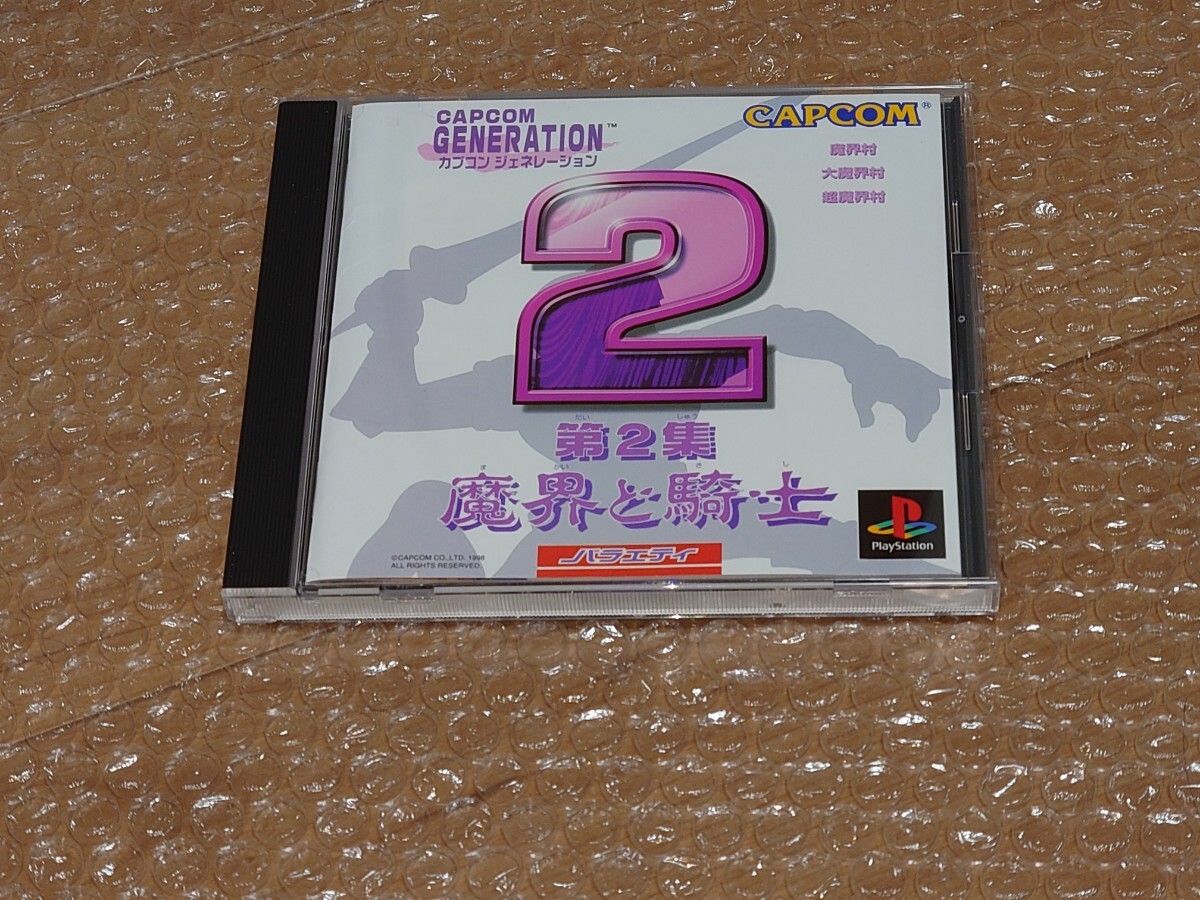 CAPCOM
GENERATION™
カプコン ジェネレーション
CAPCOM®
魔界村
大魔界村
超魔界村
2
だい しゅう
第2集
ま かい き し
魔界と騎士
バラエティ
©CAPCOM CO., LTD. 1998
ALL RIGHTS RESERVED.
PlayStation